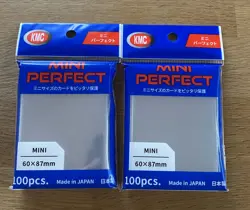 KMC
ミニ
パーフェクト
MINI
PERFECT
ミニサイズのカードをピッタリ保護
MINI
60×87mm
100pcs.
Made in JAPAN
日本製
KMC
ミニ
パーフェクト
MINI
PERFECT
ミニサイズのカードをピッタリ保護
MINI
60×87mm
100pcs.
Made in JAPAN
日本製